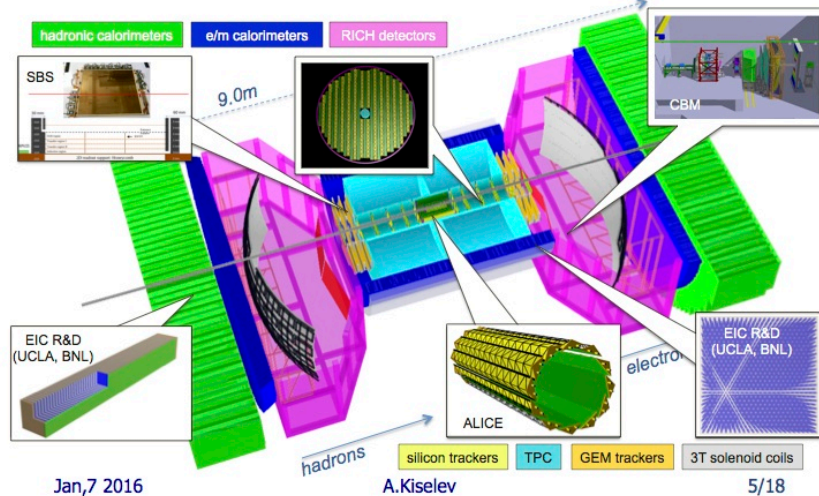 hadronic calorimeters
e/m calorimeters
RICH detectors
SBS
9.0m
CBM
EIC R&D
(UCLA, BNL)
ALICE
EIC R&D
(UCLA, BNL)
hadrons
silicon trackers
TPC
GEM trackers
3T solenoid coils
Jan,7 2016
A.Kiselev
5/18